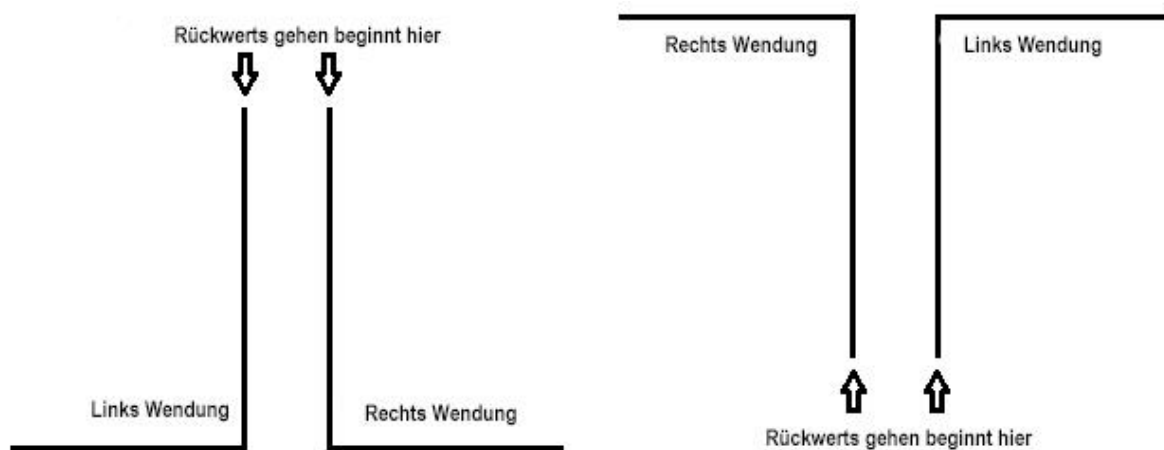 Rückwerts gehen beginnt hier
Links Wendung
Rechts Wendung
Rechts Wendung
Links Wendung
Rückwerts gehen beginnt hier